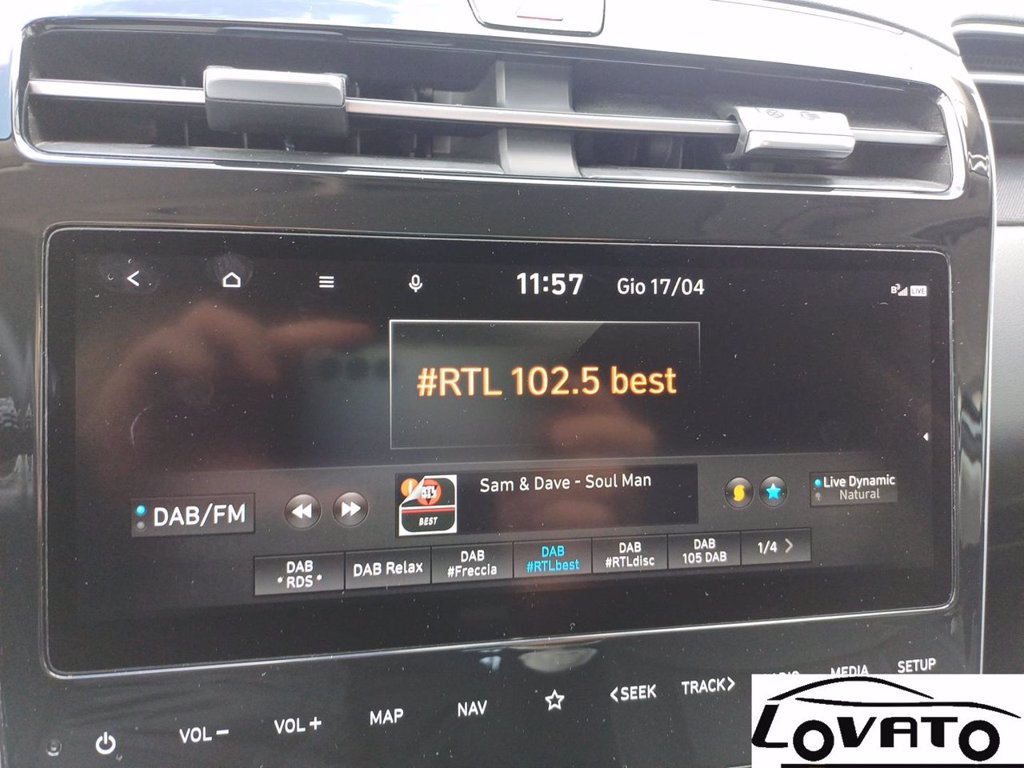 11:57 Gio 17/04
LIVE
#RTL 102.5 best
Sam & Dave - Soul Man
BEST
DAB/FM
Live Dynamic
Natural
DAB
* RDS *
DAB Relax
DAB
#Freccia
DAB
#RTLbest
DAB
#RTLdisc
DAB
105 DAB
1/4 >
VOL −
VOL +
MAP
NAV
< SEEK
TRACK >
MEDIA
SETUP
LOVATO